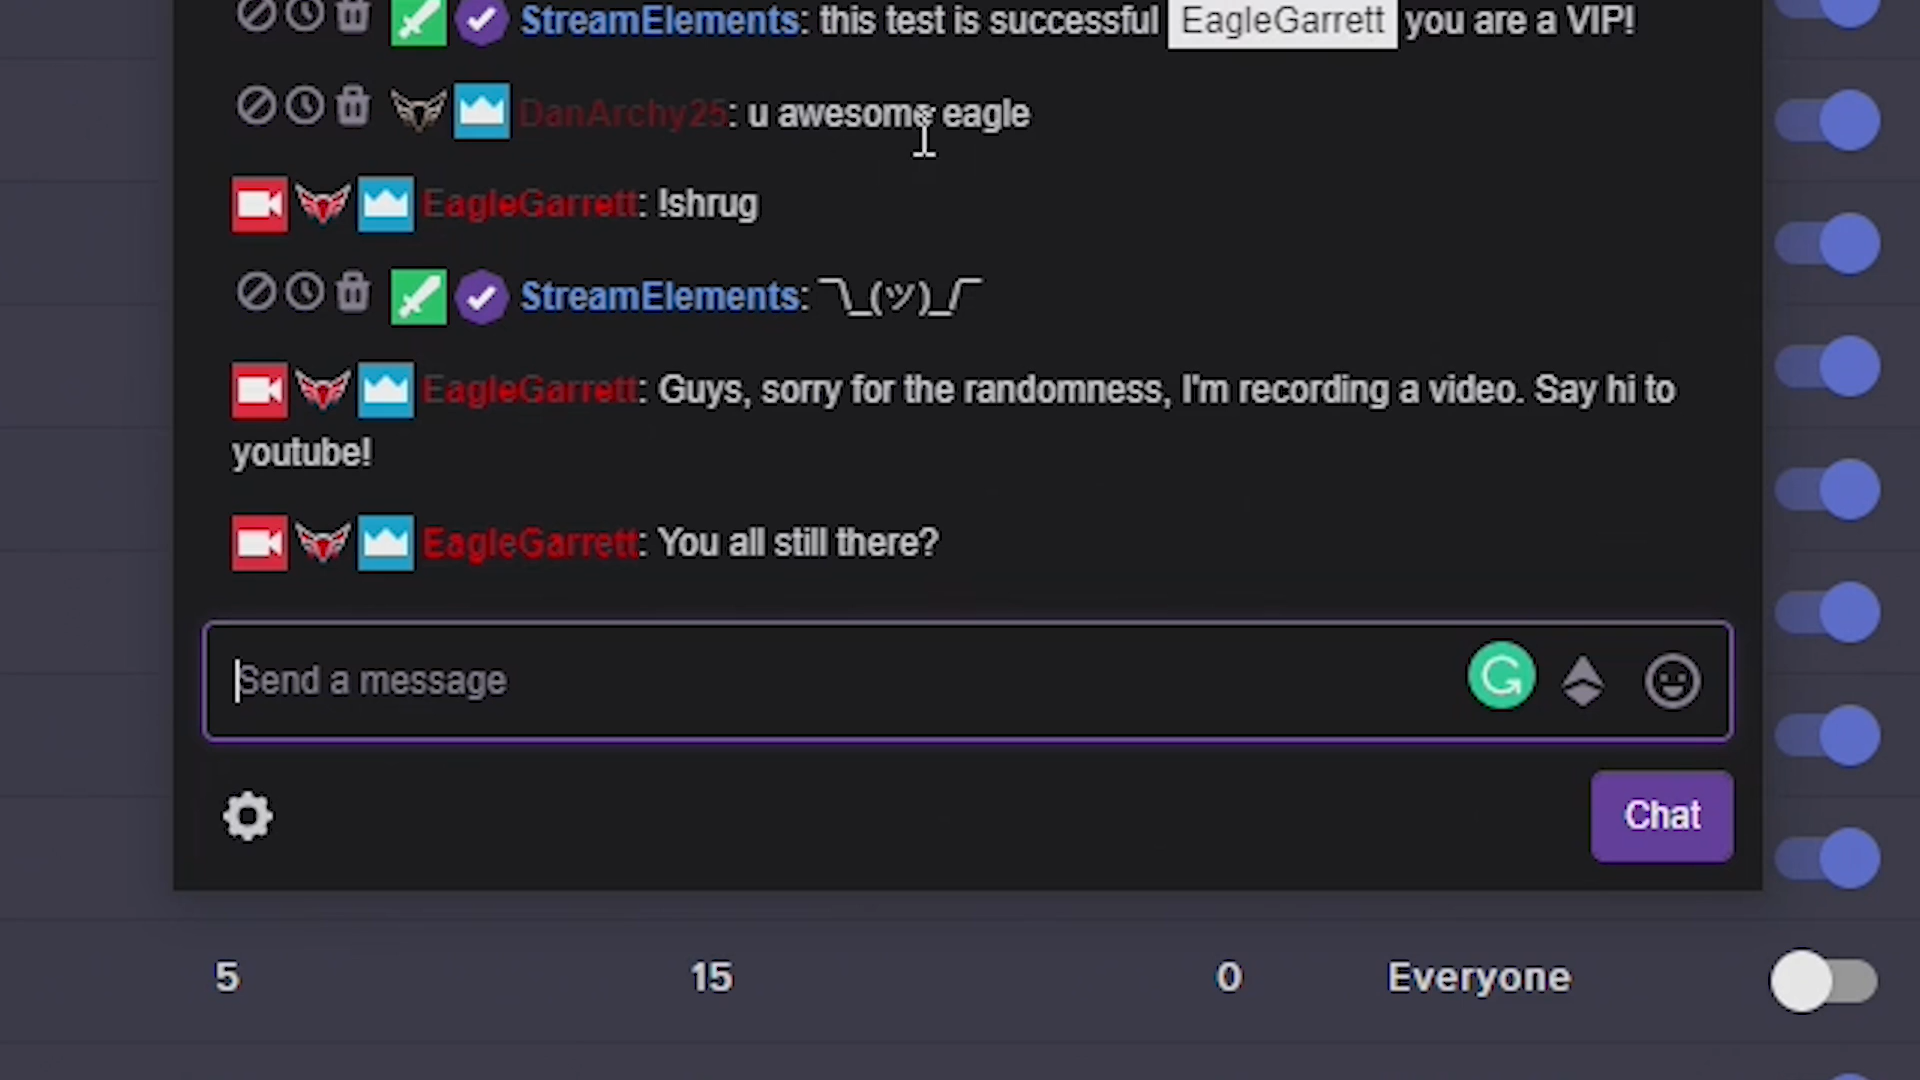 StreamElements: this test is successful EagleGarrett you are a VIP!
DanArchy25: u awesome eagle
EagleGarrett: !shrug
StreamElements: ¯\_(ツ)_/¯
EagleGarrett: Guys, sorry for the randomness, I'm recording a video. Say hi to
youtube!
EagleGarrett: You all still there?
Send a message
Chat
5 15 0 Everyone